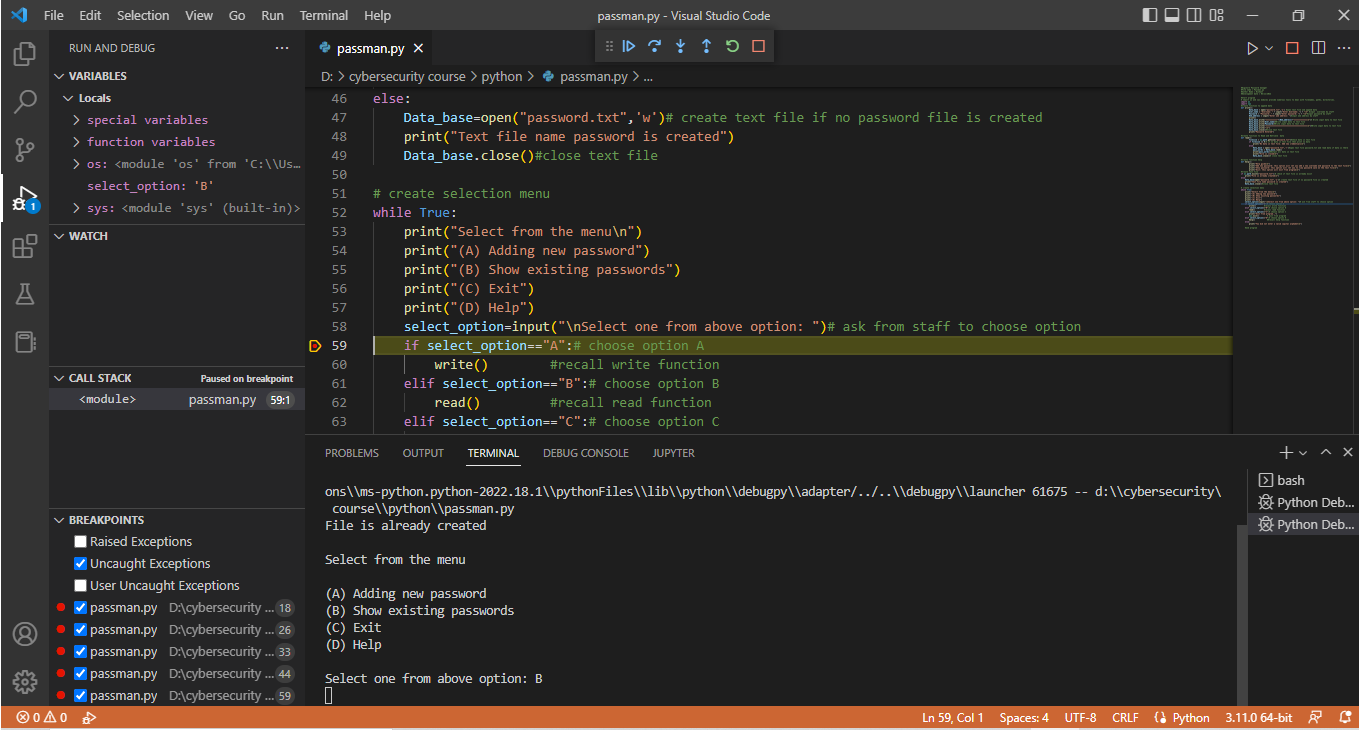 File Edit Selection View Go Run Terminal Help passman.py - Visual Studio Code
RUN AND DEBUG ...
VARIABLES
Locals
special variables
function variables
os: <module 'os' from 'C:\\Us...
select_option: 'B'
sys: <module 'sys' (built-in)>
WATCH
CALL STACK Paused on breakpoint
<module> passman.py 59:1
BREAKPOINTS
Raised Exceptions
Uncaught Exceptions
User Uncaught Exceptions
passman.py D:\cybersecurity ... 18
passman.py D:\cybersecurity ... 26
passman.py D:\cybersecurity ... 33
passman.py D:\cybersecurity ... 44
passman.py D:\cybersecurity ... 59
1
passman.py
D: > cybersecurity course > python > passman.py > ...
46 else:
47 Data_base=open("password.txt",'w')# create text file if no password file is created
48 print("Text file name password is created")
49 Data_base.close()#close text file
50
51 # create selection menu
52 while True:
53 print("Select from the menu\n")
54 print("(A) Adding new password")
55 print("(B) Show existing passwords")
56 print("(C) Exit")
57 print("(D) Help")
58 select_option=input("\nSelect one from above option: ")# ask from staff to choose option
59 if select_option=="A":# choose option A
60 write() #recall write function
61 elif select_option=="B":# choose option B
62 read() #recall read function
63 elif select_option=="C":# choose option C
PROBLEMS OUTPUT TERMINAL DEBUG CONSOLE JUPYTER
ons\\ms-python.python-2022.18.1\\pythonFiles\\lib\\python\\debugpy\\adapter/../..\\debugpy\\launcher 61675 -- d:\\cybersecurity\
course\\python\\passman.py
File is already created
Select from the menu
(A) Adding new password
(B) Show existing passwords
(C) Exit
(D) Help
Select one from above option: B
bash
Python Deb...
Python Deb...
0 0 Ln 59, Col 1 Spaces: 4 UTF-8 CRLF Python 3.11.0 64-bit